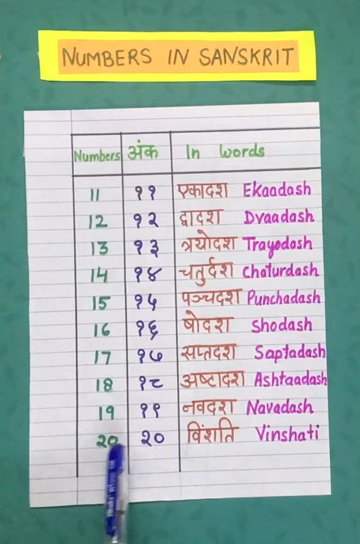 NUMBERS IN SANSKRIT
Numbers अंक In words
11 ११ एकादश Ekaadash
12 १२ द्वादश Dvaadash
13 १३ त्रयोदश Trayodash
14 १४ चतुर्दश Chaturdash
15 १५ पञ्चदश Punchadash
16 १६ षोदश Shodash
17 १७ सप्तदश Saptadash
18 १८ अष्टादश Ashtaadash
19 १९ नवदश Navadash
20 २० विंशति Vinshati